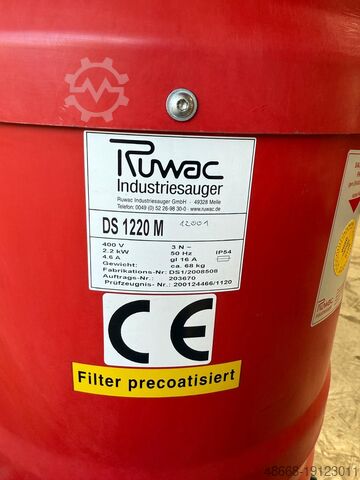 Ruwac
Industriesauger
Ruwac Industriesauger GmbH - 49328 Melle
Telefon: 0049 (0) 52 26-98 30-0 - www.ruwac.de
DS 1220 M 12001
400 V 3 N~ IP54
2.2 kW 50 Hz
4.6 A gl 16 A
Gewicht: ca. 68 kg
Fabrikations-Nr: DS1/2008508
Auftrags-Nr.: 203670
Prüfzeugnis-Nr.: 200124466/1120
CE
Filter precoatisiert
48668-19123011